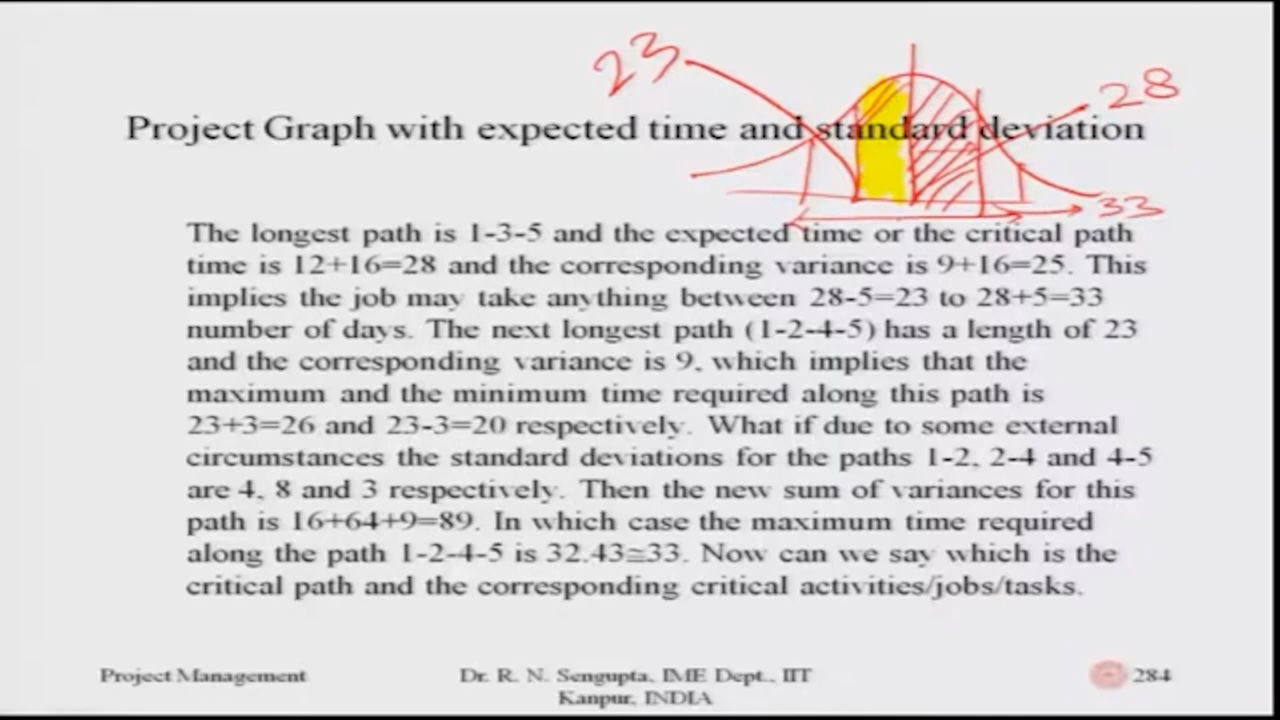 23
28
Project Graph with expected time and standard deviation
33
The longest path is 1-3-5 and the expected time or the critical path
time is 12+16=28 and the corresponding variance is 9+16=25. This
implies the job may take anything between 28-5=23 to 28+5=33
number of days. The next longest path (1-2-4-5) has a length of 23
and the corresponding variance is 9, which implies that the
maximum and the minimum time required along this path is
23+3=26 and 23-3=20 respectively. What if due to some external
circumstances the standard deviations for the paths 1-2, 2-4 and 4-5
are 4, 8 and 3 respectively. Then the new sum of variances for this
path is 16+64+9=89. In which case the maximum time required
along the path 1-2-4-5 is 32.43≅33. Now can we say which is the
critical path and the corresponding critical activities/jobs/tasks.
Project Management
Dr. R. N. Sengupta, IME Dept., IIT
Kanpur, INDIA
284